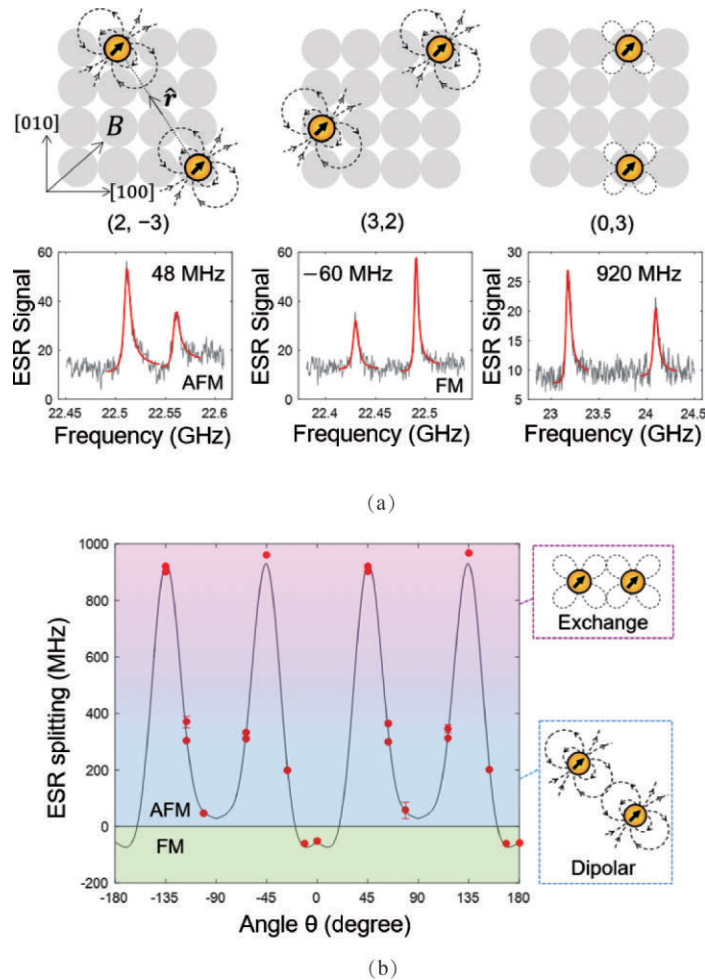 [010]
B
r̂
[100]
(2, −3)
(3,2)
(0,3)
60
40
20
0
ESR Signal
48 MHz
AFM
22.45
22.5
22.55
22.6
Frequency (GHz)
60
40
20
0
ESR Signal
−60 MHz
FM
22.4
22.45
22.5
Frequency (GHz)
30
25
20
15
10
5
ESR Signal
920 MHz
23
23.5
24
24.5
Frequency (GHz)
(a)
1000
800
600
400
200
0
-200
ESR splitting (MHz)
AFM
FM
-180
-135
-90
-45
0
45
90
135
180
Angle θ (degree)
Exchange
Dipolar
(b)